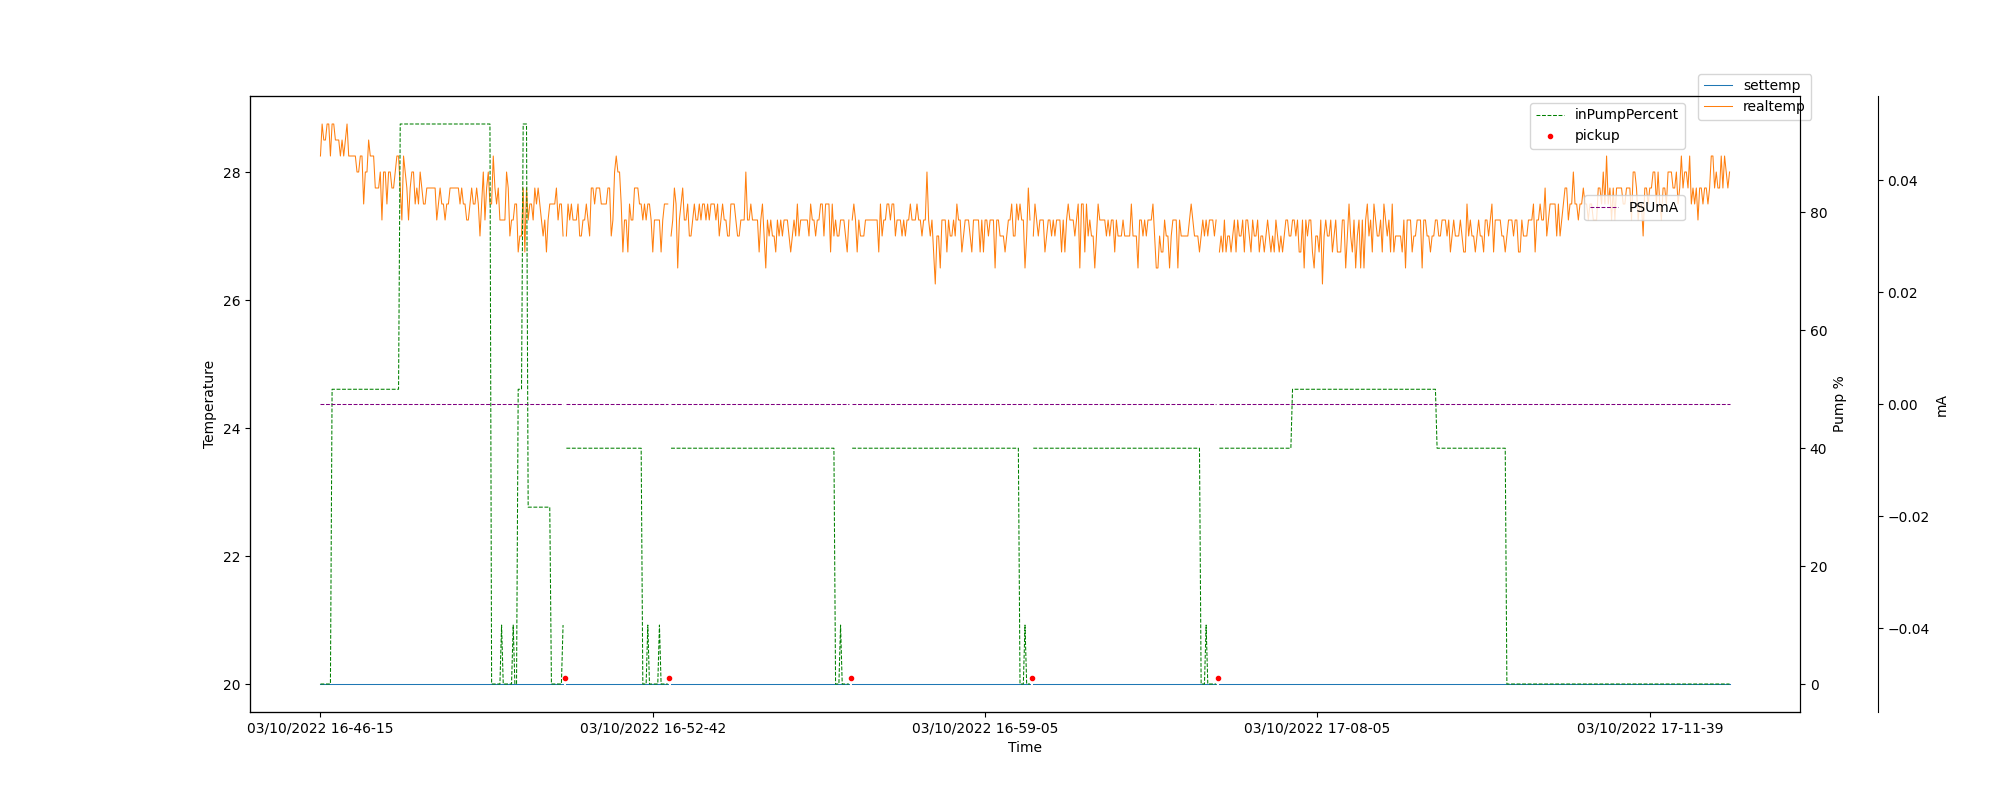 settemp
realtemp
inPumpPercent
pickup
PSUmA
28
26
24
22
20
Temperature
80
60
40
20
0
Pump %
0.04
0.02
0.00
−0.02
−0.04
mA
03/10/2022 16-46-15
03/10/2022 16-52-42
03/10/2022 16-59-05
03/10/2022 17-08-05
03/10/2022 17-11-39
Time